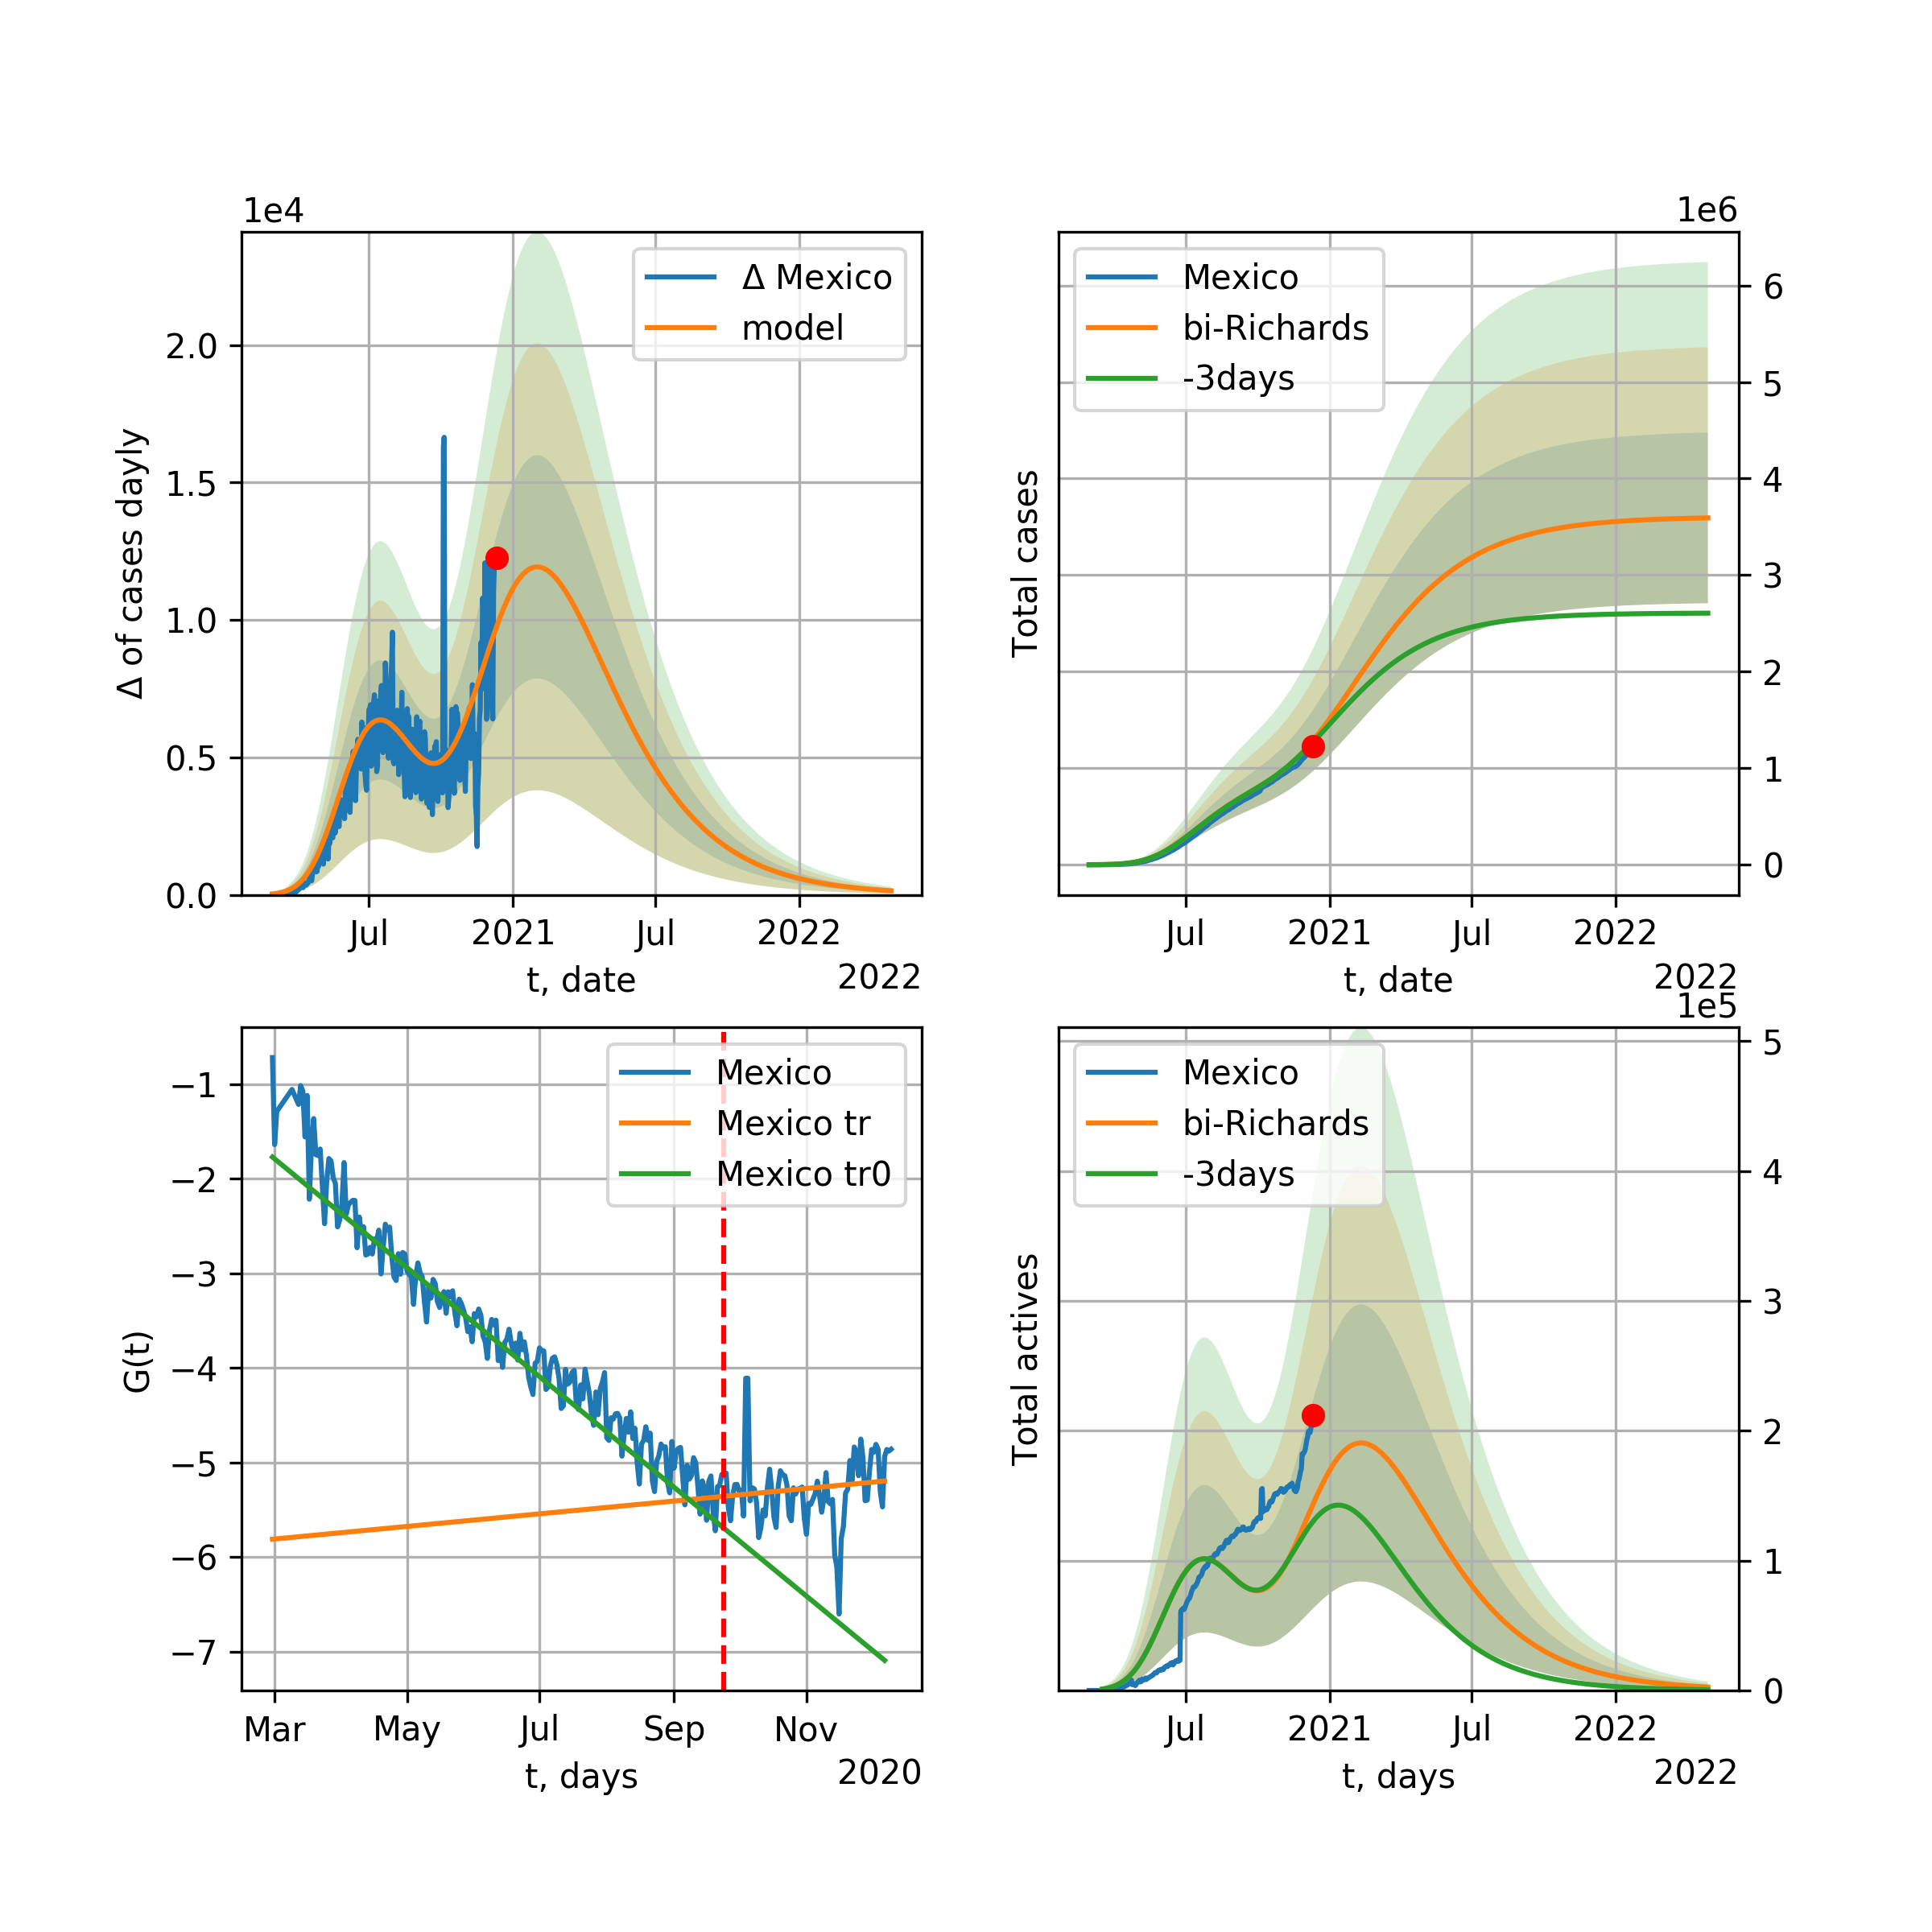 1e4
Δ of cases dayly
2.0
1.5
1.0
0.5
0.0
Δ Mexico
model
Jul
2021
Jul
2022
t, date
2022
1e6
Total cases
Mexico
bi-Richards
-3days
6
5
4
3
2
1
0
Jul
2021
Jul
2022
t, date
2022
G(t)
−1
−2
−3
−4
−5
−6
−7
Mexico
Mexico tr
Mexico tr0
Mar
May
Jul
Sep
Nov
t, days
2020
1e5
Total actives
Mexico
bi-Richards
-3days
5
4
3
2
1
0
Jul
2021
Jul
2022
t, days
2022